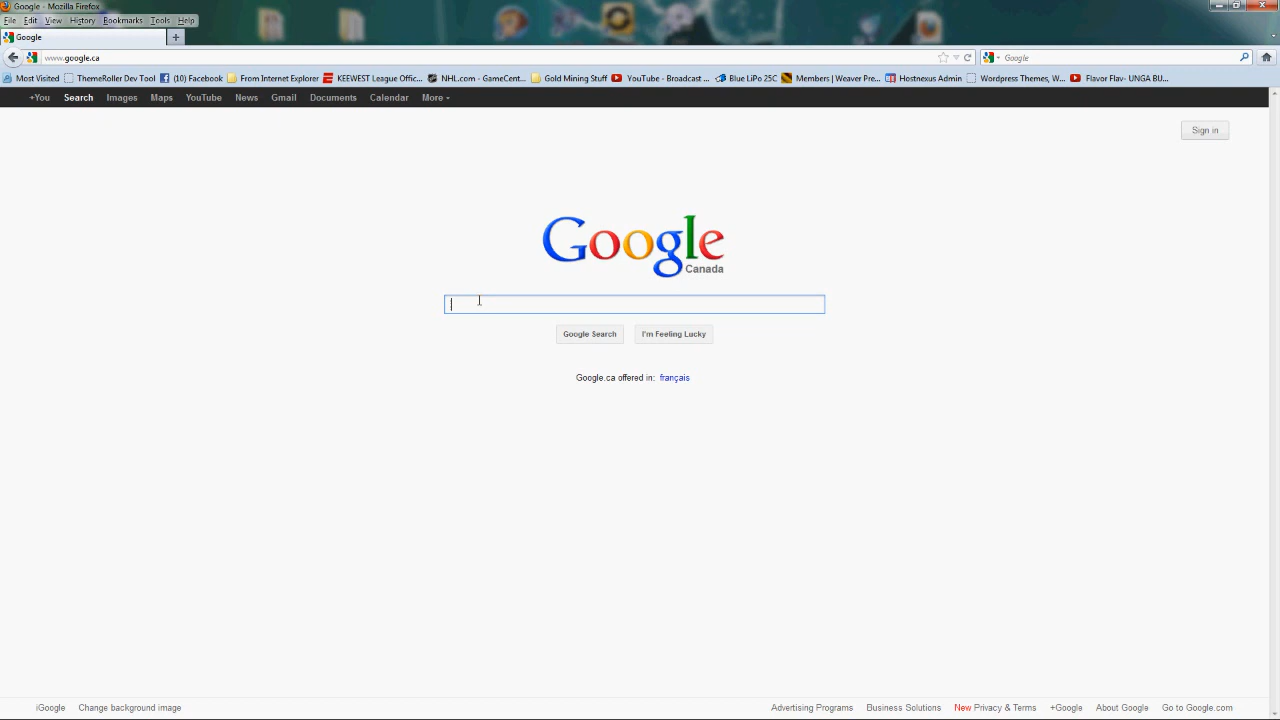 Google - Mozilla Firefox
File Edit View History Bookmarks Tools Help
Google
www.google.ca Google
Most Visited ThemeRoller Dev Tool (10) Facebook From Internet Explorer KEEWEST League Offic... NHL.com - GameCent... Gold Mining Stuff YouTube - Broadcast ... Blue LiPo 25C Members | Weaver Pre... Hostnexus Admin Wordpress Themes, W... Flavor Flav- UNGA BU...
+You Search Images Maps YouTube News Gmail Documents Calendar More
Sign in
Google
Canada
Google Search I'm Feeling Lucky
Google.ca offered in: français
iGoogle Change background image Advertising Programs Business Solutions New Privacy & Terms +Google About Google Go to Google.com